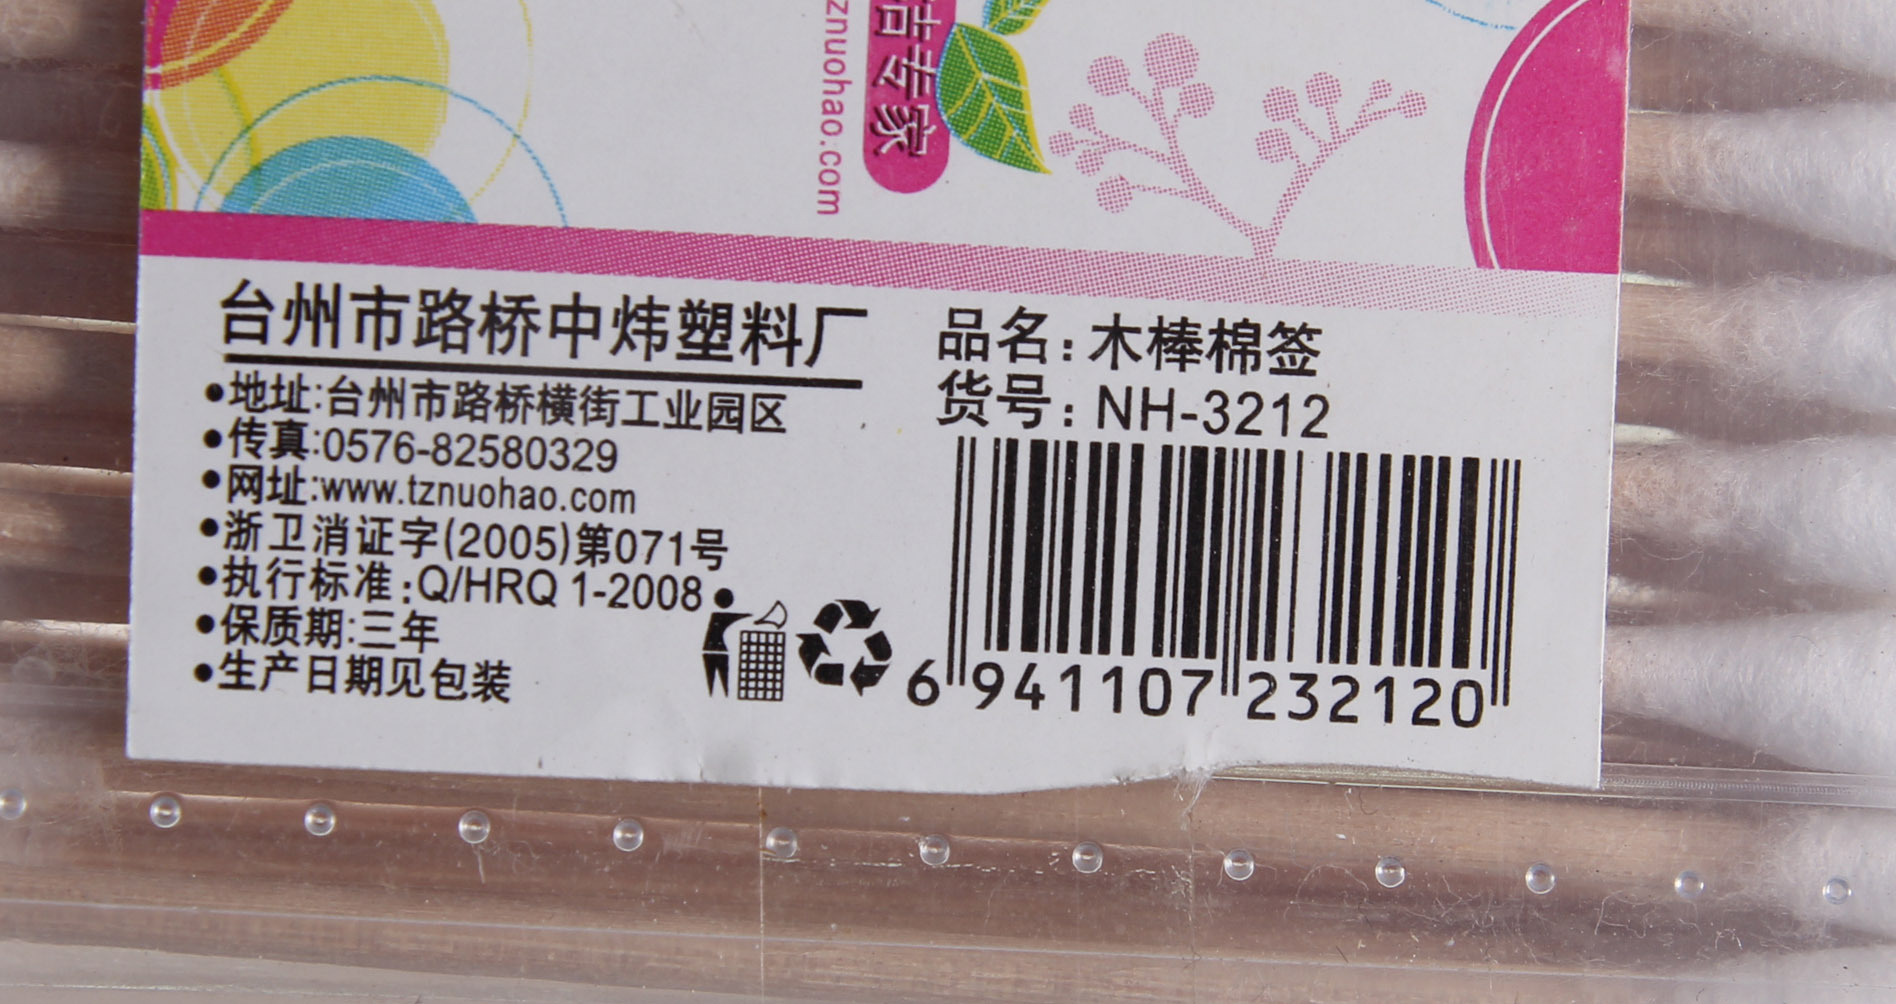 znuohao.com
洁专家
台州市路桥中炜塑料厂
●地址:台州市路桥横街工业园区
●传真:0576-82580329
●网址:www.tznuohao.com
●浙卫消证字(2005)第071号
●执行标准:Q/HRQ 1-2008
●保质期:三年
●生产日期见包装
品名:木棒棉签
货号:NH-3212
6 941107 232120